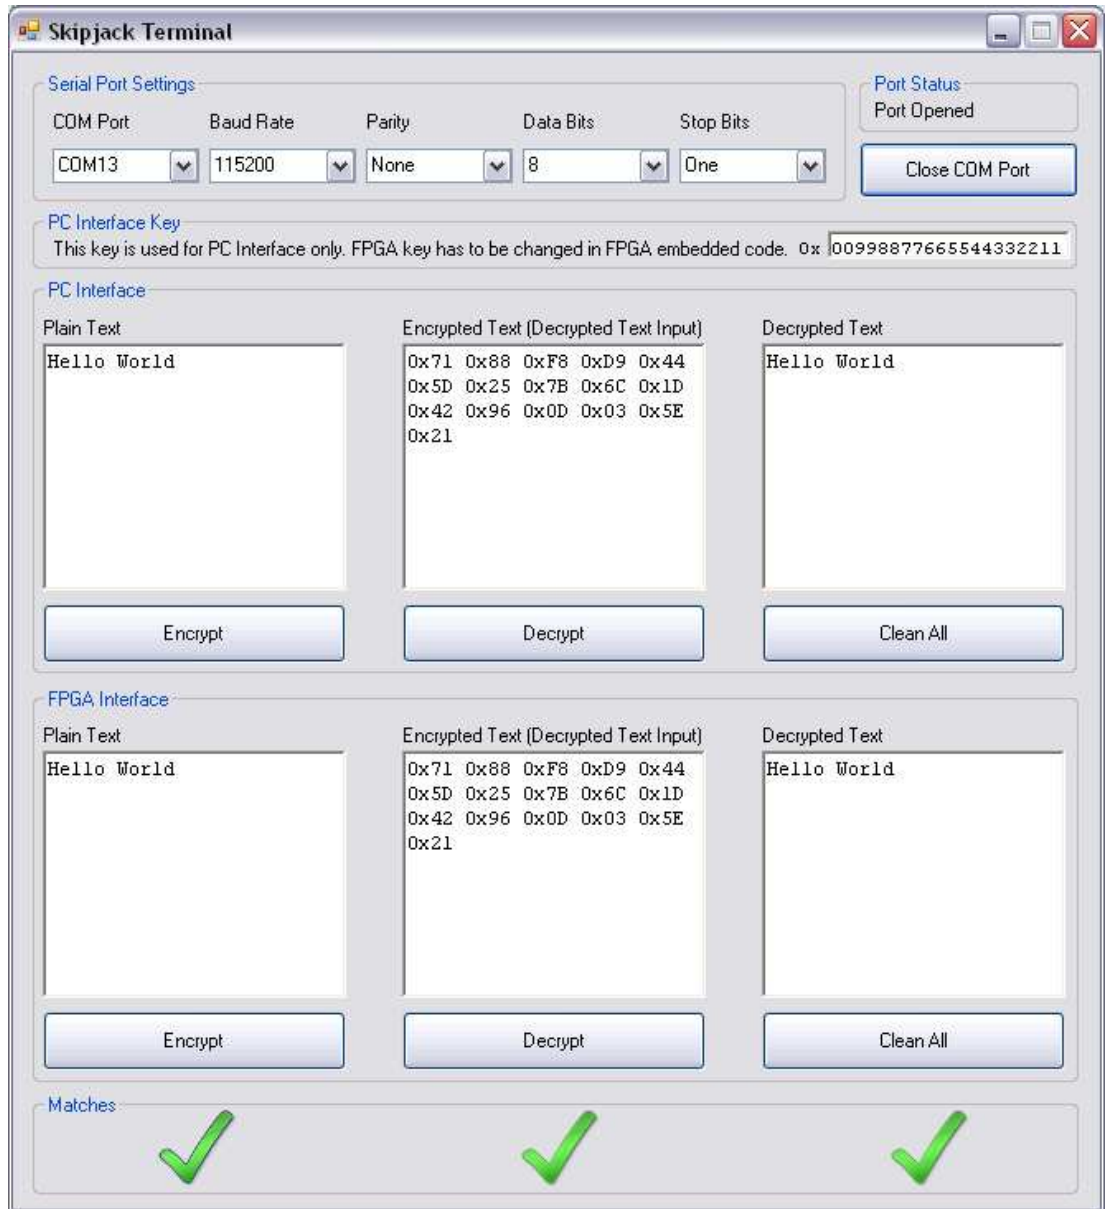 Skipjack Terminal
Serial Port Settings
Port Status
COM Port Baud Rate Parity Data Bits Stop Bits
Port Opened
COM13 115200 None 8 One
Close COM Port
PC Interface Key
This key is used for PC Interface only. FPGA key has to be changed in FPGA embedded code. 0x 00998877665544332211
PC Interface
Plain Text Encrypted Text (Decrypted Text Input) Decrypted Text
Hello World 0x71 0x88 0xF8 0xD9 0x44 Hello World
0x5D 0x25 0x7B 0x6C 0x1D
0x42 0x96 0x0D 0x03 0x5E
0x21
Encrypt Decrypt Clean All
FPGA Interface
Plain Text Encrypted Text (Decrypted Text Input) Decrypted Text
Hello World 0x71 0x88 0xF8 0xD9 0x44 Hello World
0x5D 0x25 0x7B 0x6C 0x1D
0x42 0x96 0x0D 0x03 0x5E
0x21
Encrypt Decrypt Clean All
Matches